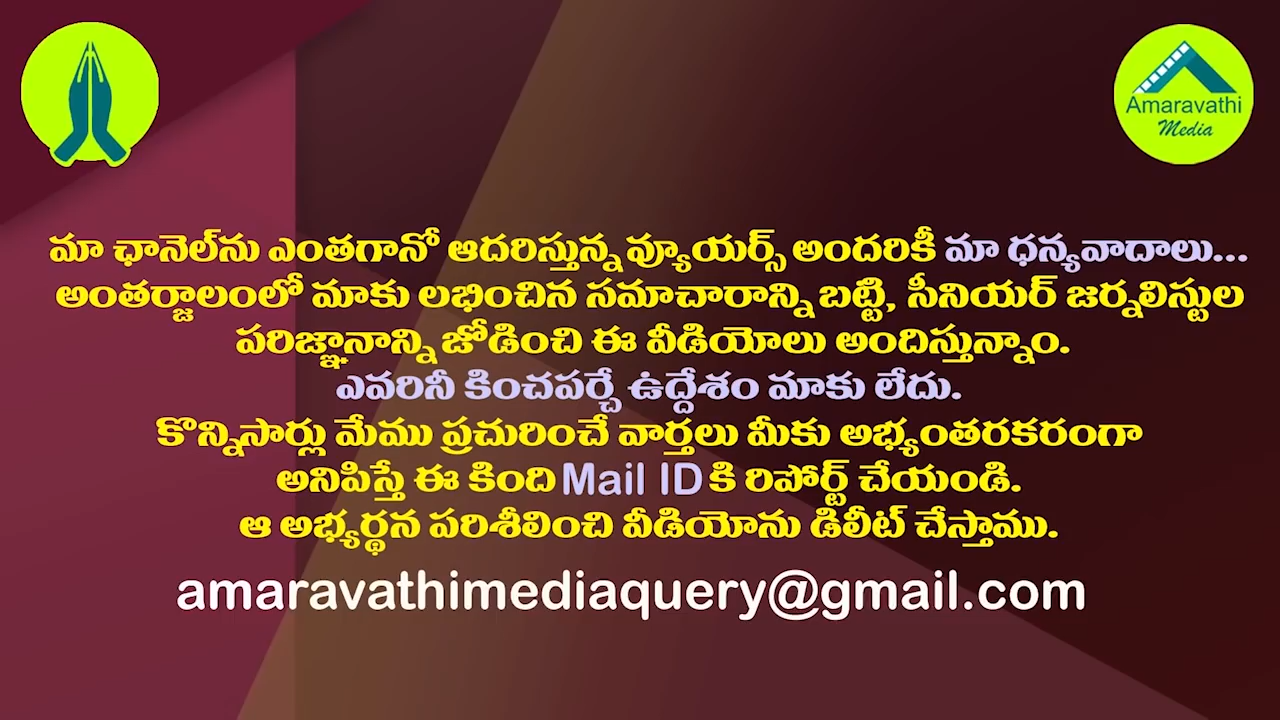 Amaravathi
Media
మా ఛానెల్‌ను ఎంతగానో ఆదరిస్తున్న వ్యూయర్స్ అందరికీ మా ధన్యవాదాలు...
అంతర్జాలంలో మాకు లభించిన సమాచారాన్ని బట్టి, సీనియర్ జర్నలిస్టుల
పరిజ్ఞానాన్ని జోడించి ఈ వీడియోలు అందిస్తున్నాం.
ఎవరినీ కించపర్చే ఉద్దేశం మాకు లేదు.
కొన్నిసార్లు మేము ప్రచురించే వార్తలు మీకు అభ్యంతరకరంగా
అనిపిస్తే ఈ కింది Mail ID కి రిపోర్ట్ చేయండి.
ఆ అభ్యర్థన పరిశీలించి వీడియోను డిలీట్ చేస్తాము.
amaravathimediaquery@gmail.com